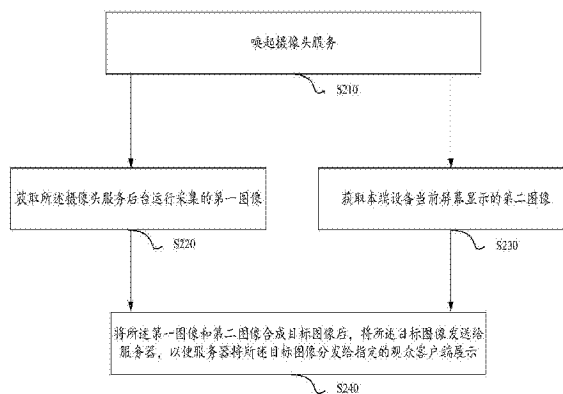 唤起摄像头服务
S210
获取所述摄像头服务后台运行采集的第一图像
获取本端设备当前屏幕显示的第二图像
S220
S230
将所述第一图像和第二图像合成目标图像后，将所述目标图像发送给
服务器，以使服务器将所述目标图像分发给指定的观众客户端展示
S240